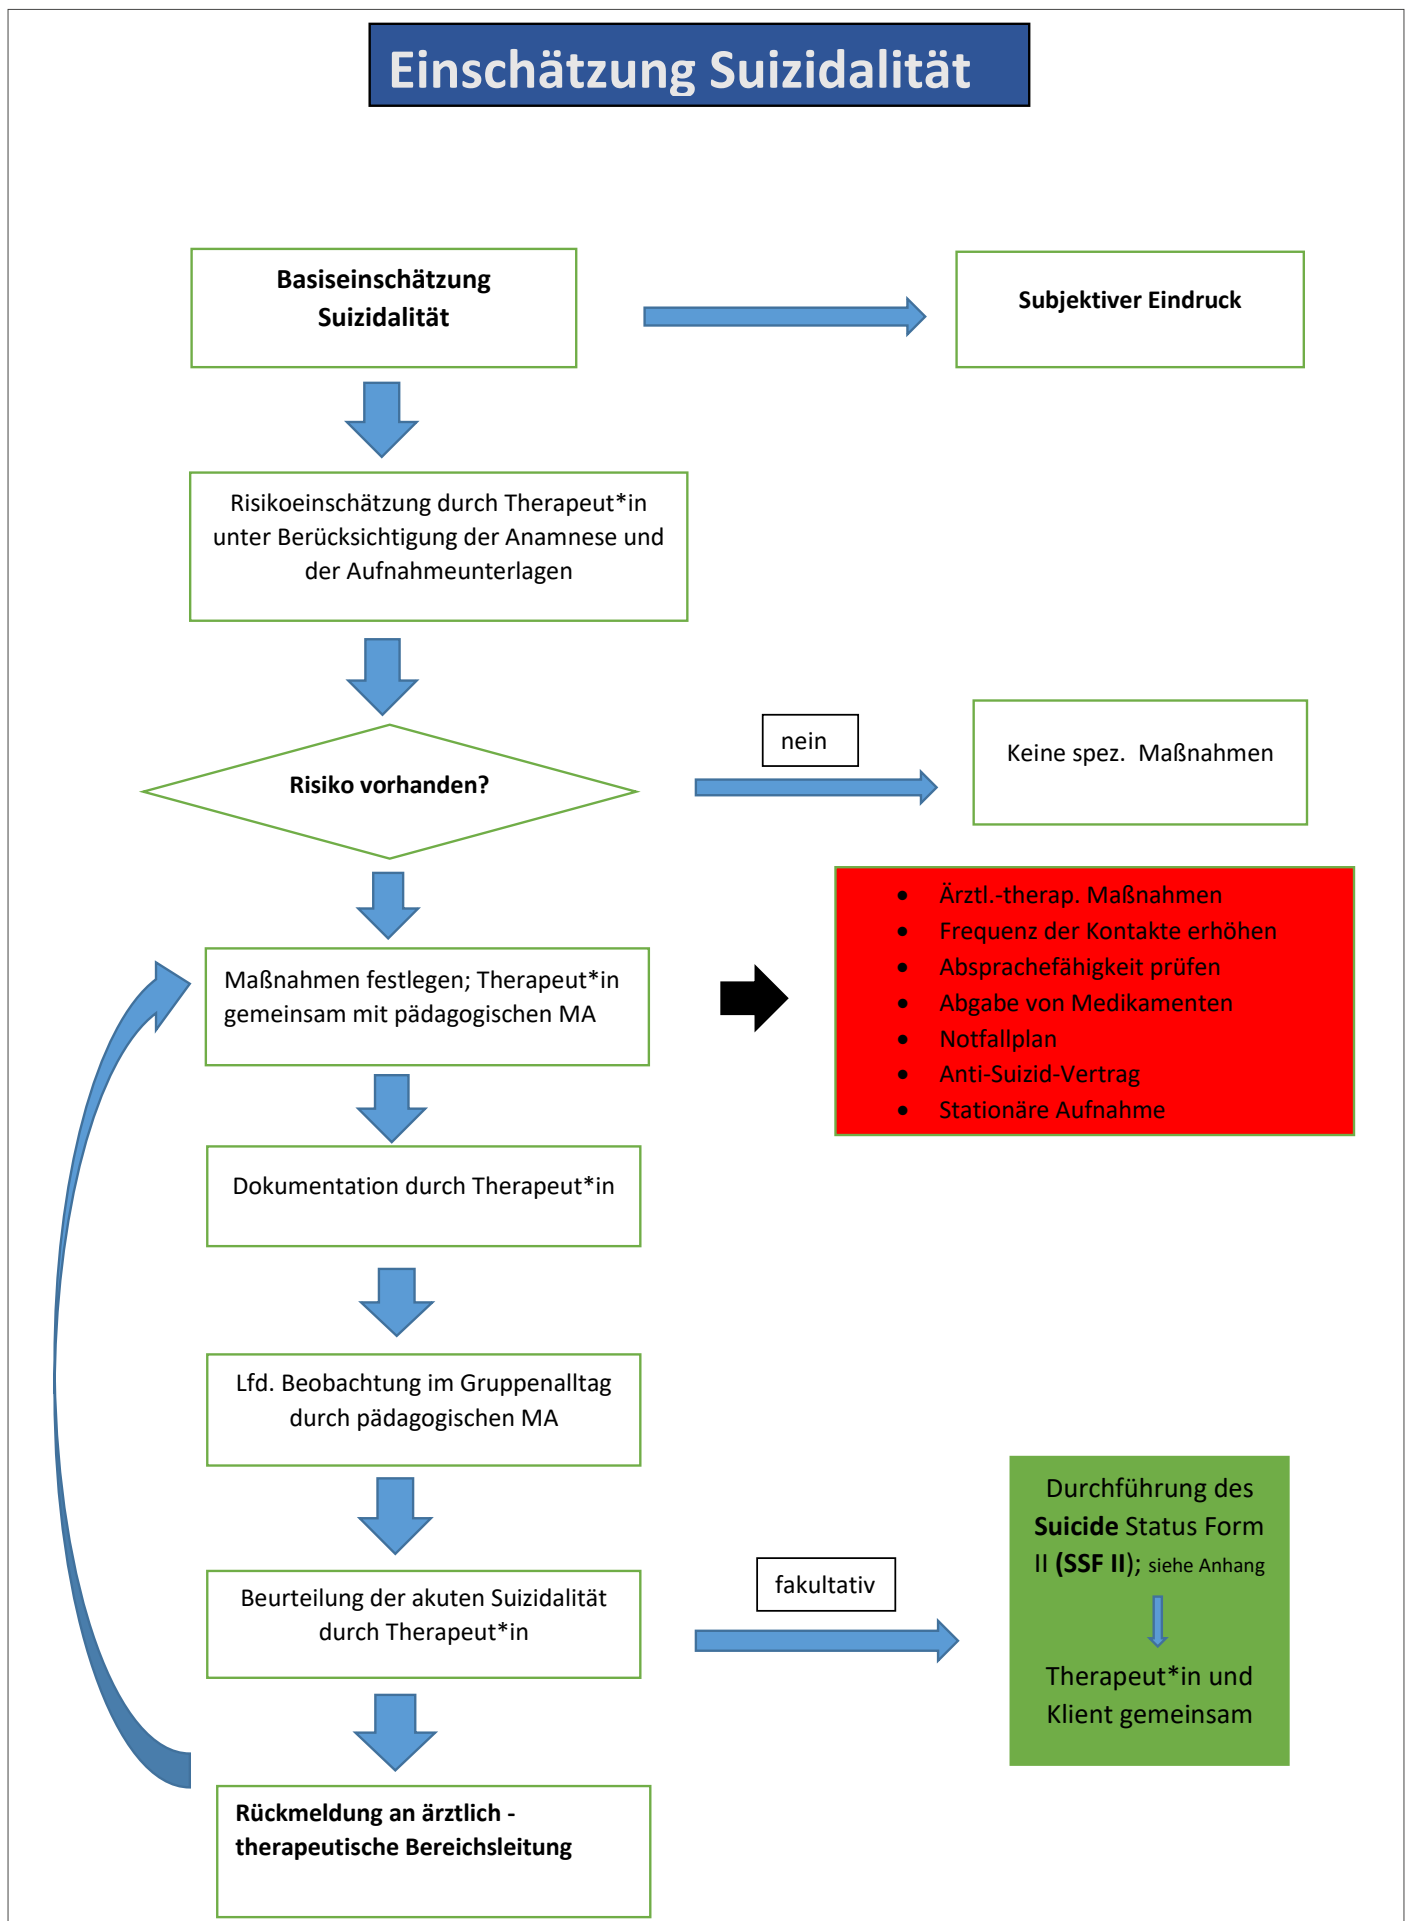 Einschätzung Suizidalität
Basiseinschätzung
Suizidalität
Subjektiver Eindruck
Risikoeinschätzung durch Therapeut*in
unter Berücksichtigung der Anamnese und
der Aufnahmeunterlagen
Risiko vorhanden?
nein
Keine spez.  Maßnahmen
Maßnahmen festlegen; Therapeut*in
gemeinsam mit pädagogischen MA
• Ärztl.-therap. Maßnahmen
• Frequenz der Kontakte erhöhen
• Absprachefähigkeit prüfen
• Abgabe von Medikamenten
• Notfallplan
• Anti-Suizid-Vertrag
• Stationäre Aufnahme
Dokumentation durch Therapeut*in
Lfd. Beobachtung im Gruppenalltag
durch pädagogischen MA
Beurteilung der akuten Suizidalität
durch Therapeut*in
fakultativ
Durchführung des
Suicide Status Form
II (SSF II); siehe Anhang
Therapeut*in und
Klient gemeinsam
Rückmeldung an ärztlich -
therapeutische Bereichsleitung